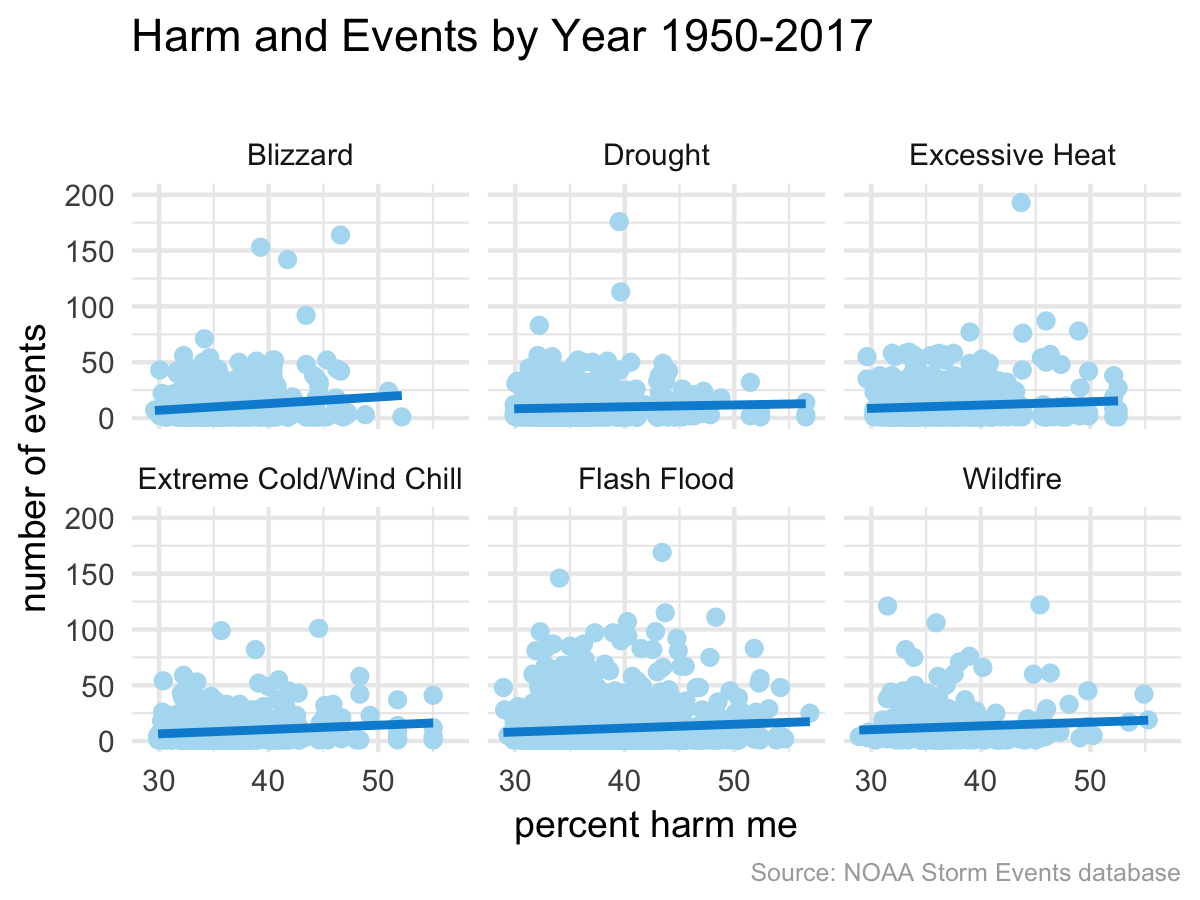 Harm and Events by Year 1950-2017
Blizzard
Drought
Excessive Heat
200
150
100
50
0
number of events
Extreme Cold/Wind Chill
Flash Flood
Wildfire
200
150
100
50
0
30 40 50
30 40 50
30 40 50
percent harm me
Source: NOAA Storm Events database